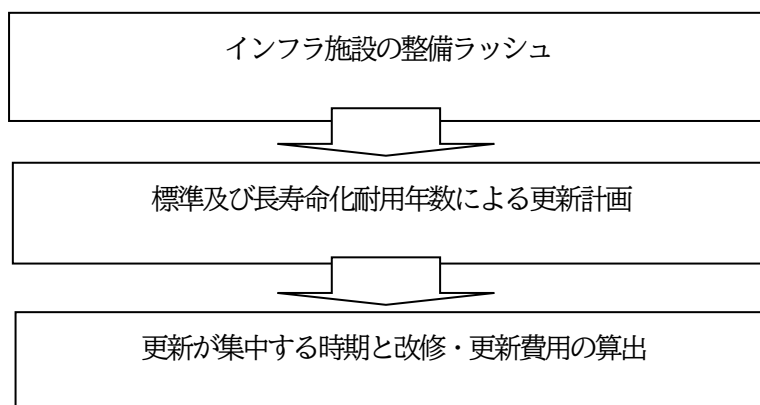 インフラ施設の整備ラッシュ
標準及び長寿命化耐用年数による更新計画
更新が集中する時期と改修・更新費用の算出